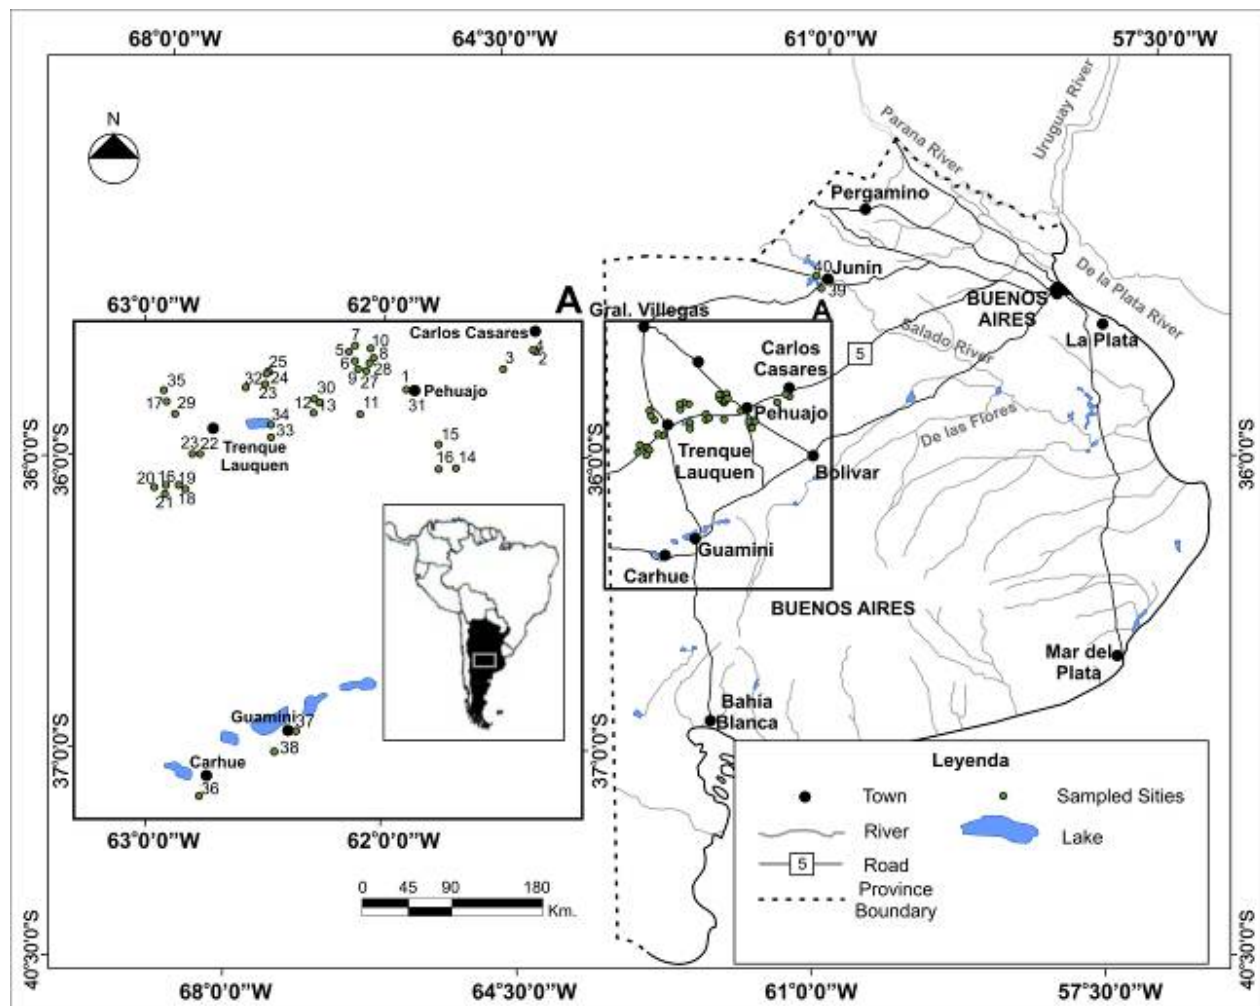 68°0'0"W 64°30'0"W 61°0'0"W 57°30'0"W
N
Parana River
Uruguay River
Pergamino
De la Plata River
40 Junín
39
BUENOS
AIRES
La Plata
Salado River
5
63°0'0"W 62°0'0"W A
Gral. Villegas A
Carlos
Casares
Pehuajo
Trenque
Lauquen
De las Flores
Bolivar
Guamini
Carhue
BUENOS AIRES
Mar del
Plata
Bahia
Blanca
Carlos Casares
4
2
3
7
10
5
8
6
9
28
27
1
Pehuajo
31
25
24
32
23
35
17
29
30
12
13
11
34
33
Trenque
Lauquen
23 22
15
16 14
20 16 19
18
21
Guamini 37
38
Carhue
36
36°0'0"S 36°0'0"S 36°0'0"S
37°0'0"S 37°0'0"S
63°0'0"W 62°0'0"W
0 45 90 180
Km.
Leyenda
Town Sampled Sities
River Lake
5 Road
Province
Boundary
40°30'0"S 40°30'0"S
68°0'0"W 64°30'0"W 61°0'0"W 57°30'0"W